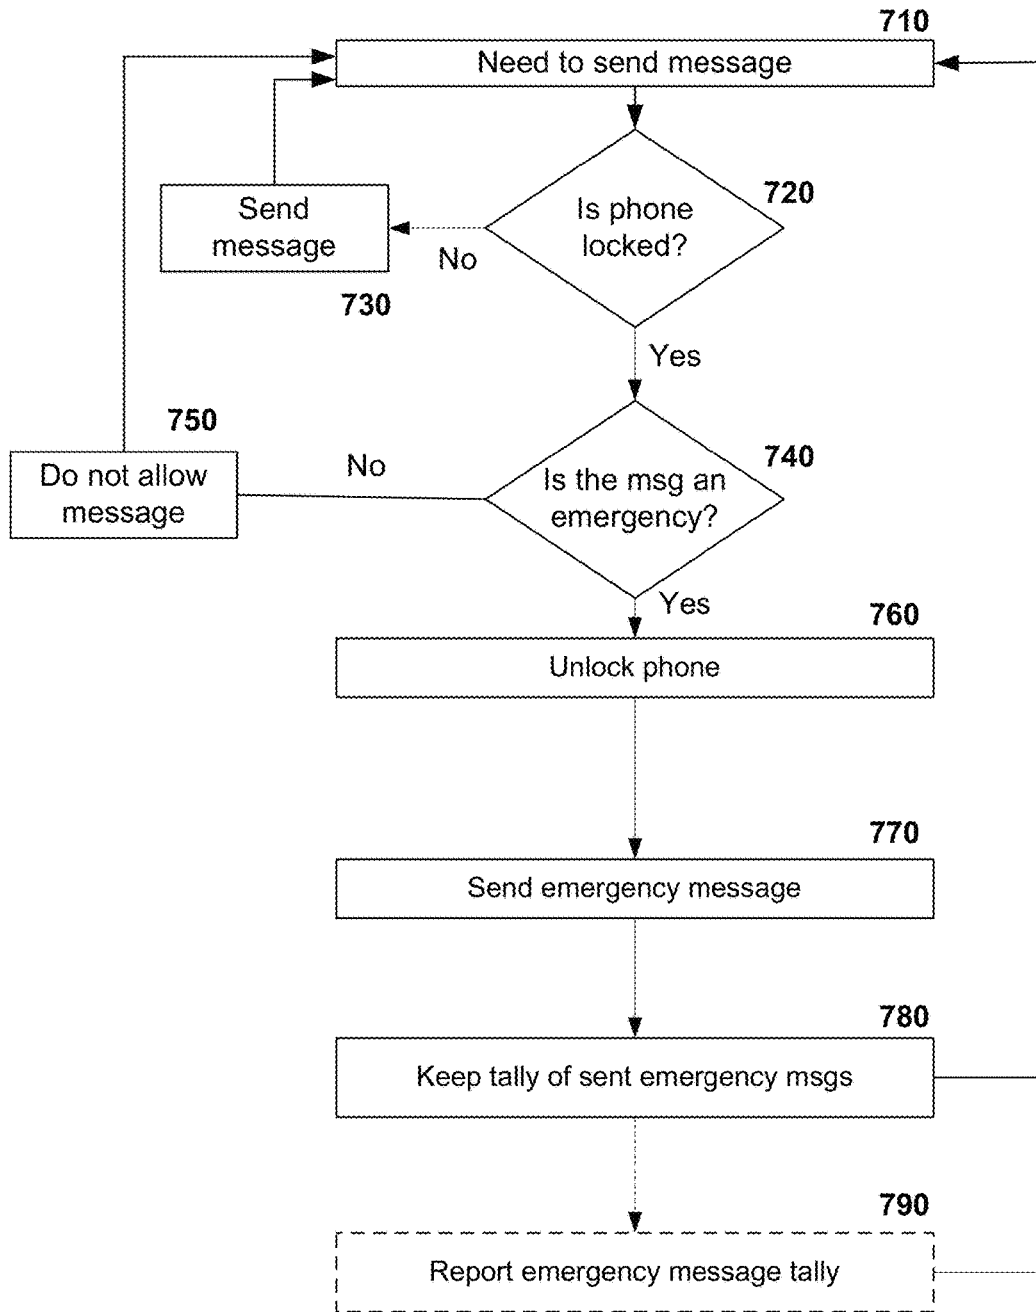 710
Need to send message
720
Is phone
locked?
Send
message
No
730
Yes
750
740
No
Do not allow
message
Is the msg an
emergency?
Yes
760
Unlock phone
770
Send emergency message
780
Keep tally of sent emergency msgs
790
Report emergency message tally